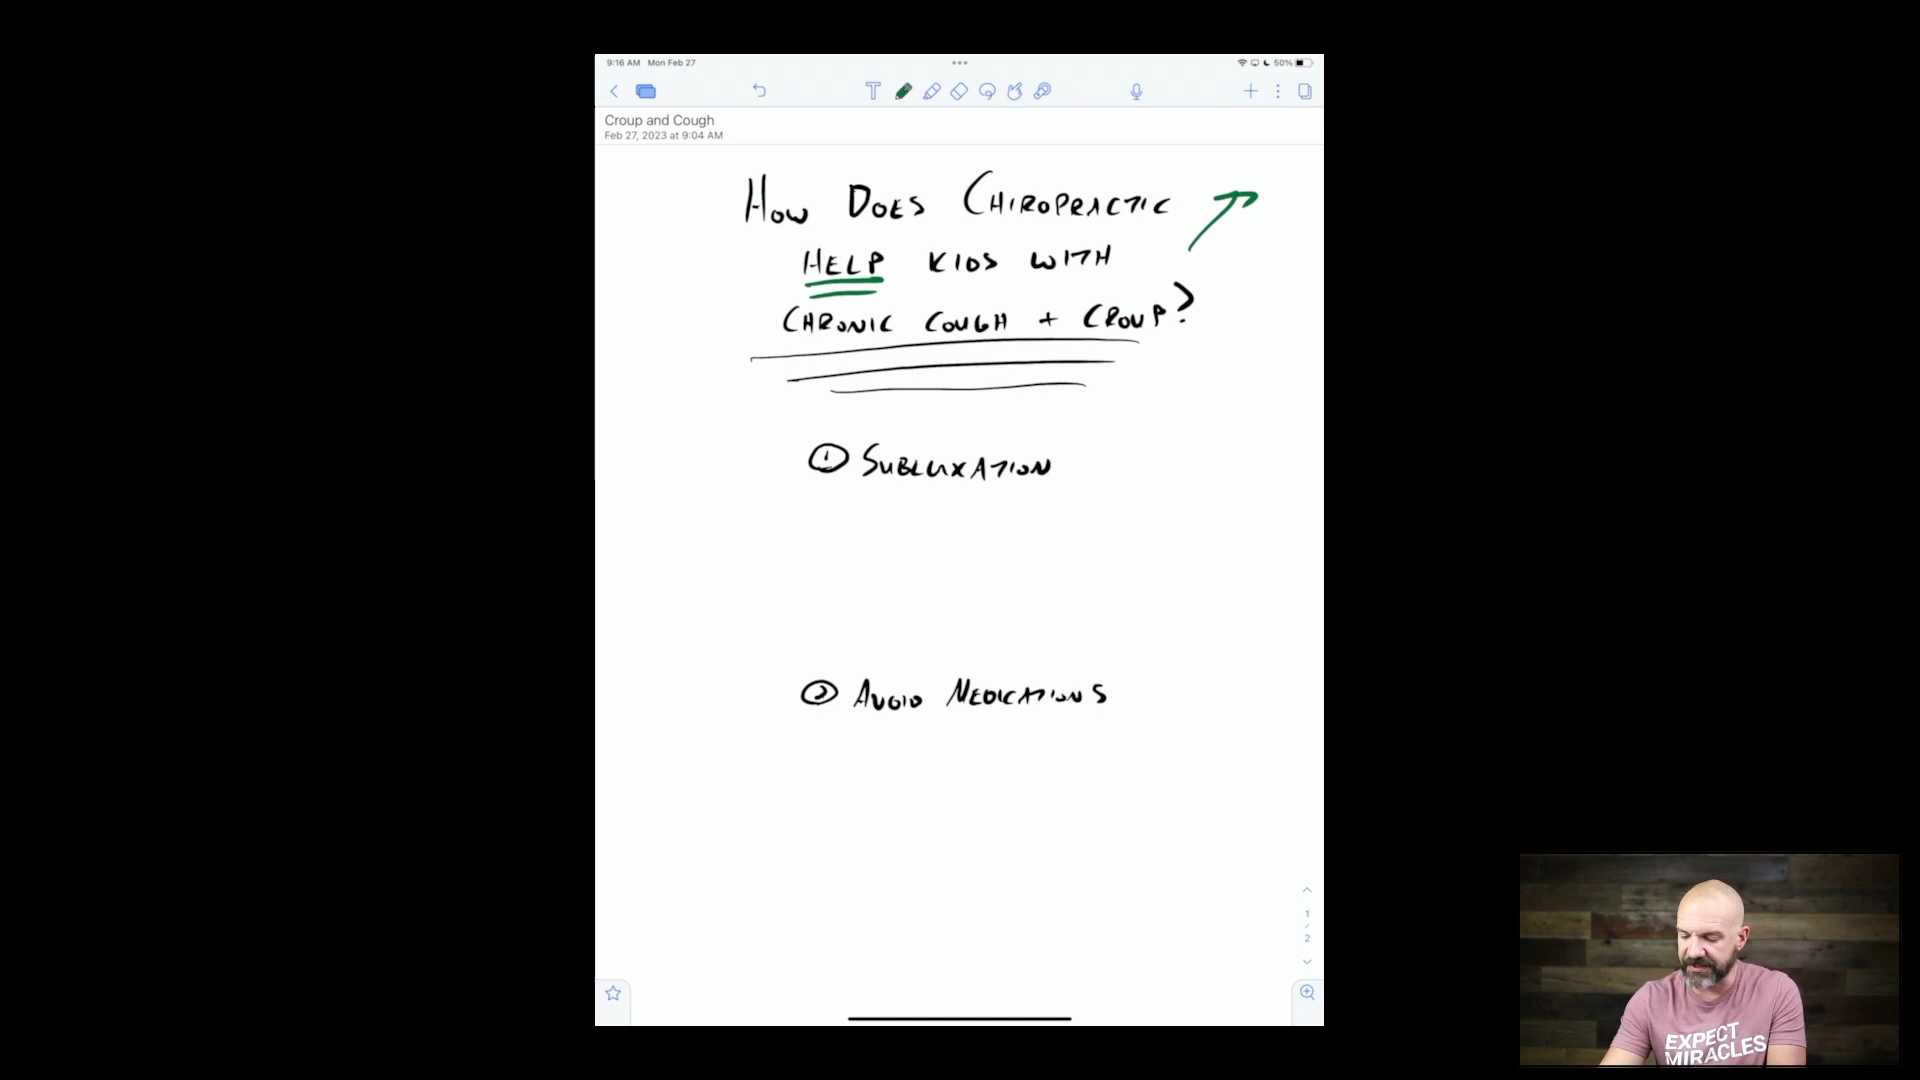 9:16 AM Mon Feb 27
50%
Croup and Cough
Feb 27, 2023 at 9:04 AM
HOW DOES CHIROPRACTIC
HELP KIDS WITH
CHRONIC COUGH + CROUP?
1 SUBLUXATION
2 AVOID MEDICATIONS
1
/
2
EXPECT
MIRACLES